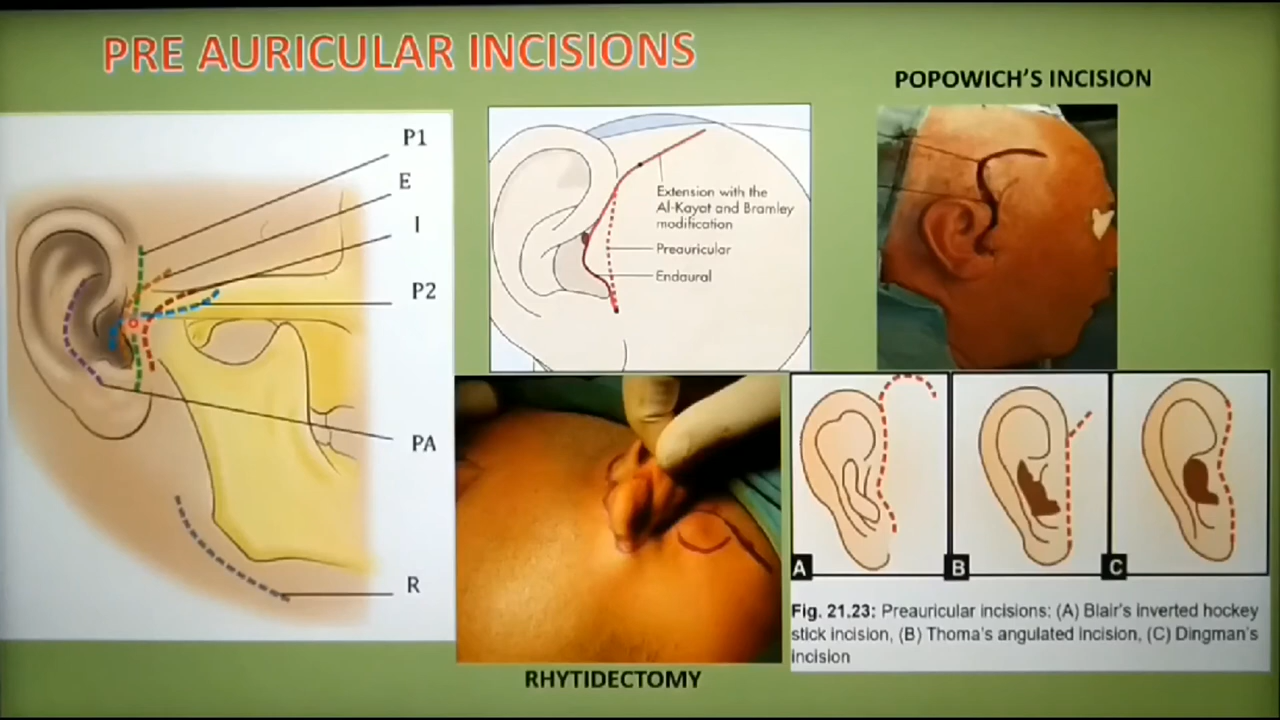 PRE AURICULAR INCISIONS
P1
E
I
P2
PA
R
Extension with the
Al-Kayat and Bramley
modification
Preauricular
Endaural
POPOWICH'S INCISION
RHYTIDECTOMY
A
B
C
Fig. 21.23: Preauricular incisions: (A) Blair's inverted hockey
stick incision, (B) Thoma's angulated incision, (C) Dingman's
incision